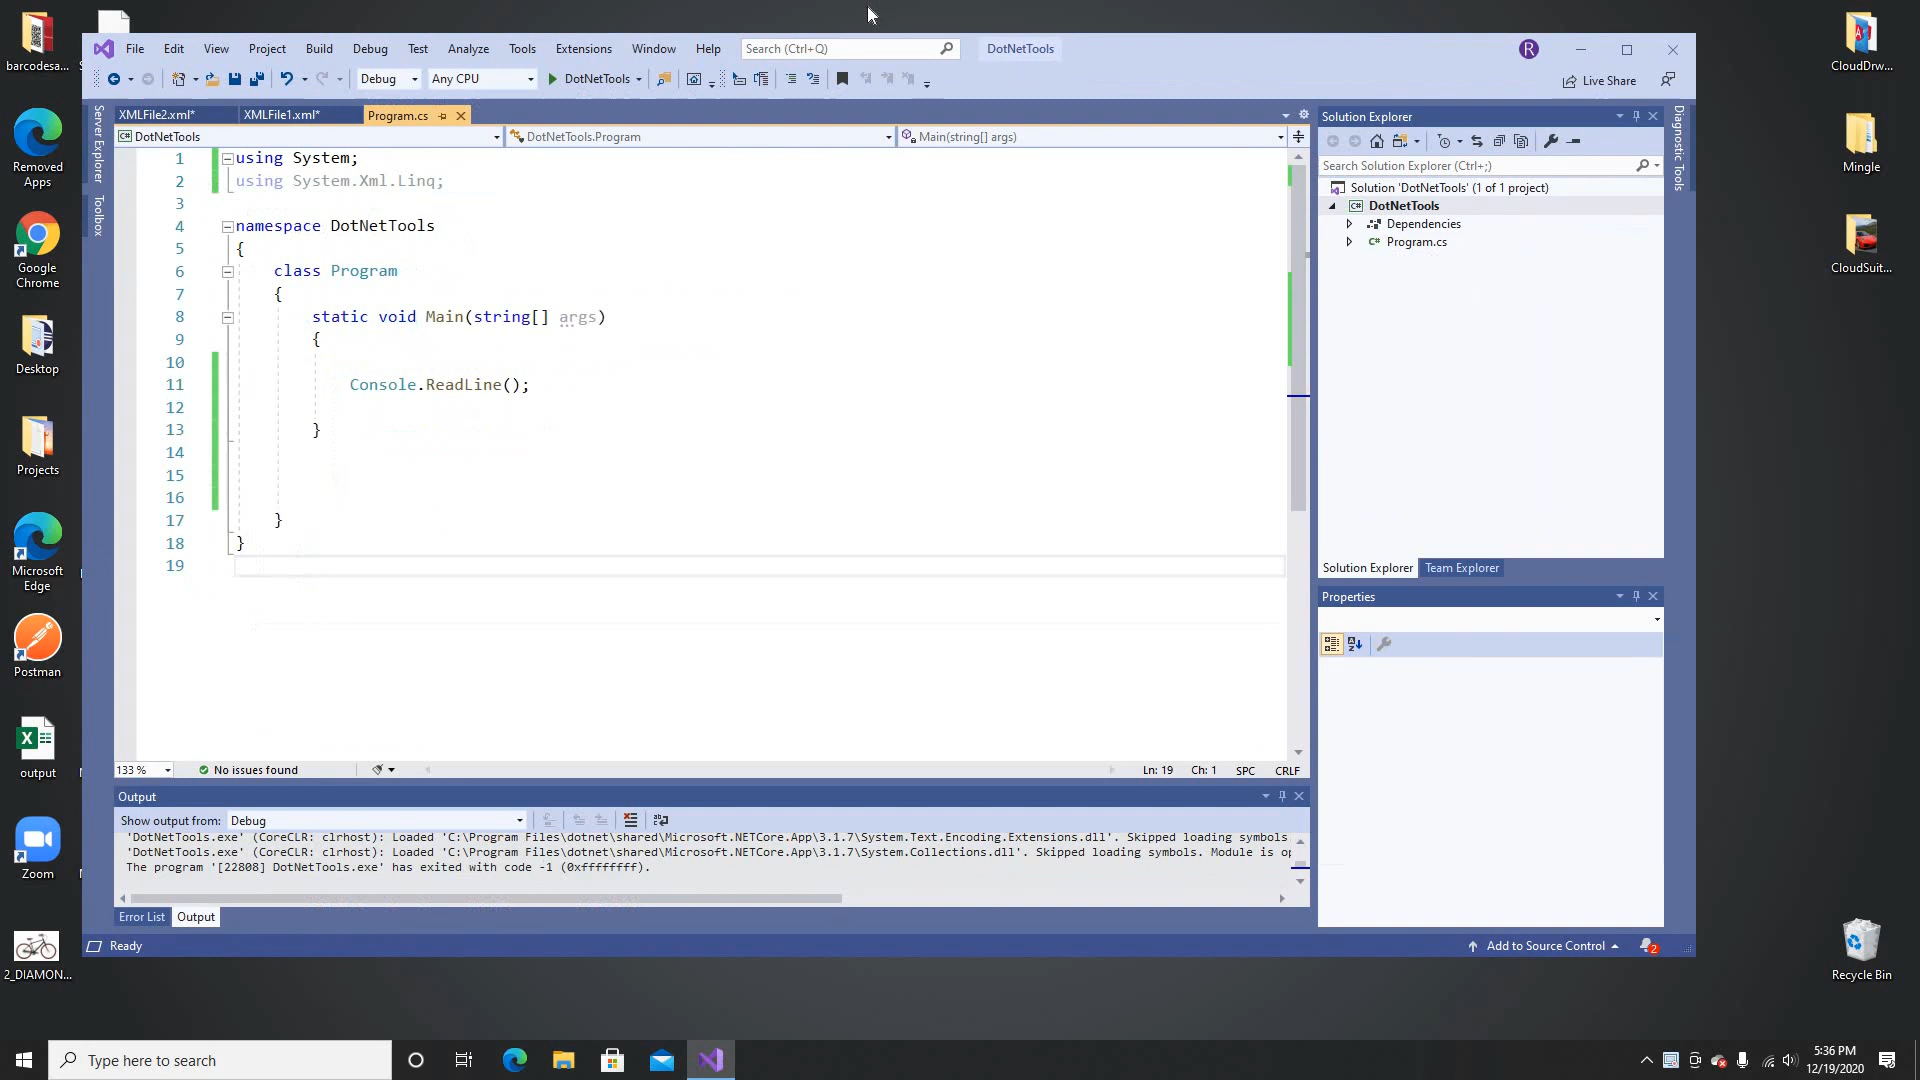 barcodesa...
Removed
Apps
Google
Chrome
Desktop
Projects
Microsoft
Edge
Postman
output
Zoom
2_DIAMON...
File Edit View Project Build Debug Test Analyze Tools Extensions Window Help Search (Ctrl+Q) DotNetTools R
Debug Any CPU DotNetTools Live Share
Server Explorer
Toolbox
XMLFile2.xml* XMLFile1.xml* Program.cs
C# DotNetTools DotNetTools.Program Main(string[] args)
1 using System;
2 using System.Xml.Linq;
3
4 namespace DotNetTools
5 {
6 class Program
7 {
8 static void Main(string[] args)
9 {
10
11 Console.ReadLine();
12
13 }
14
15
16
17 }
18 }
19
133 % No issues found Ln: 19 Ch: 1 SPC CRLF
Output
Show output from: Debug
'DotNetTools.exe' (CoreCLR: clrhost): Loaded 'C:\Program Files\dotnet\shared\Microsoft.NETCore.App\3.1.7\System.Text.Encoding.Extensions.dll'. Skipped loading symbols
'DotNetTools.exe' (CoreCLR: clrhost): Loaded 'C:\Program Files\dotnet\shared\Microsoft.NETCore.App\3.1.7\System.Collections.dll'. Skipped loading symbols. Module is op
The program '[22808] DotNetTools.exe' has exited with code -1 (0xffffffff).
Error List Output
Ready Add to Source Control 2
Solution Explorer
Search Solution Explorer (Ctrl+;)
Solution 'DotNetTools' (1 of 1 project)
C# DotNetTools
Dependencies
C# Program.cs
Solution Explorer Team Explorer
Properties
Diagnostic Tools
CloudDrw...
Mingle
CloudSuit...
Recycle Bin
Type here to search
5:36 PM
12/19/2020